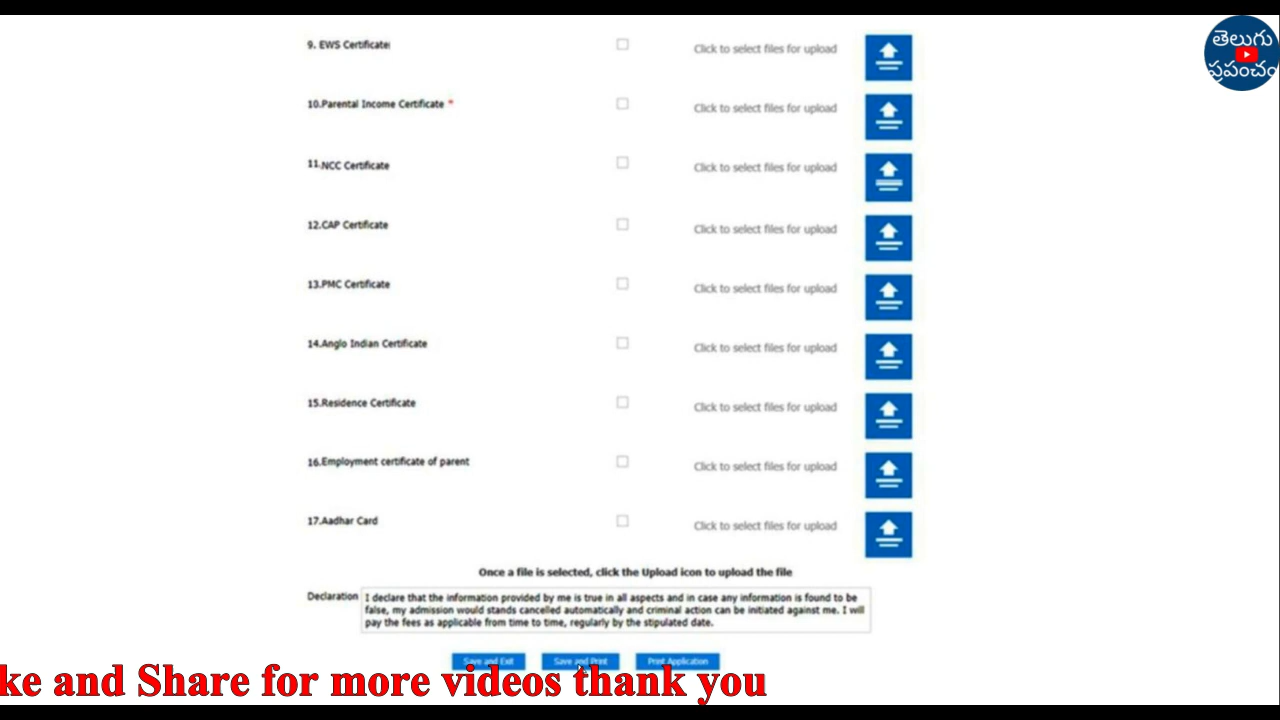 తెలుగు
ప్రపంచం
9. EWS Certificate
Click to select files for upload
10.Parental Income Certificate *
Click to select files for upload
11.NCC Certificate
Click to select files for upload
12.CAP Certificate
Click to select files for upload
13.PMC Certificate
Click to select files for upload
14.Anglo Indian Certificate
Click to select files for upload
15.Residence Certificate
Click to select files for upload
16.Employment certificate of parent
Click to select files for upload
17.Aadhar Card
Click to select files for upload
Once a file is selected, click the Upload icon to upload the file
Declaration
I declare that the information provided by me is true in all aspects and in case any information is found to be
false, my admission would stands cancelled automatically and criminal action can be initiated against me. I will
pay the fees as applicable from time to time, regularly by the stipulated date.
Save and Exit
Save and Print
Print Application
ke and Share for more videos thank you